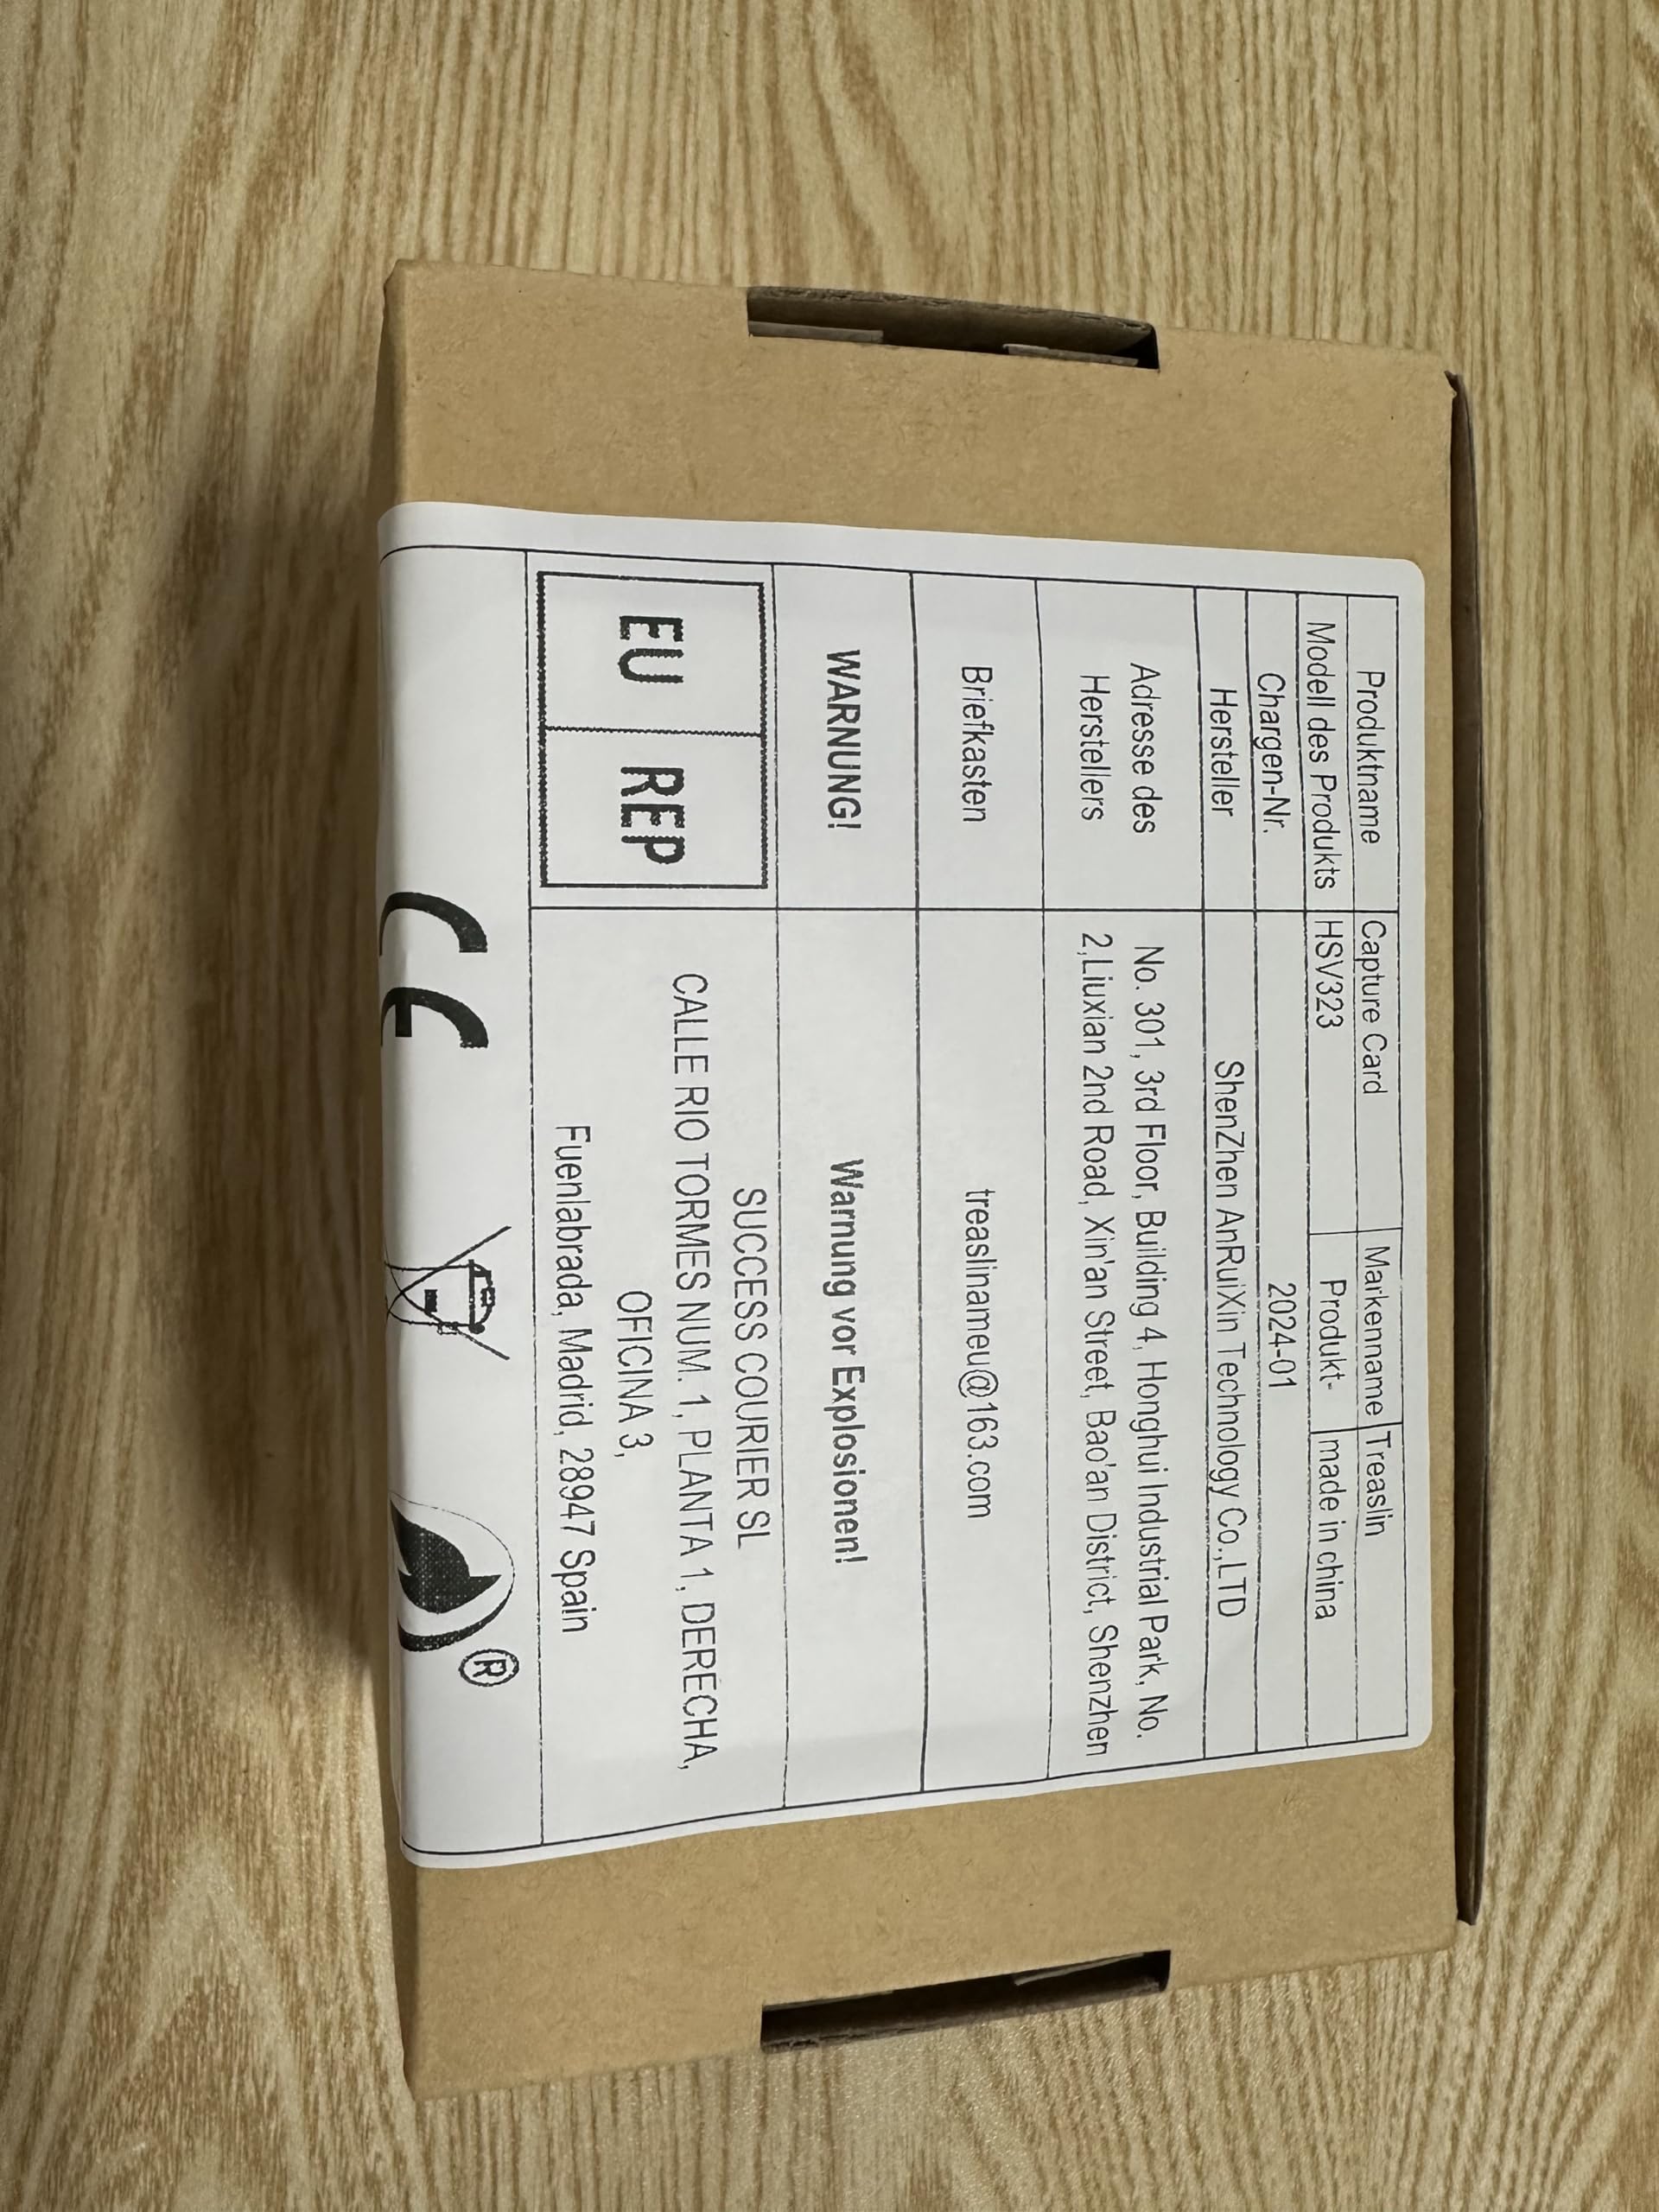 Produktname Capture Card Markenname Treaslin
Modell des Produkts HSV323 Produkt- made in china
Chargen-Nr. 2024-01
Hersteller ShenZhen AnRuiXin Technology Co.,LTD
Adresse des
Herstellers
No. 301, 3rd Floor, Building 4, Honghui Industrial Park, No.
2,Liuxian 2nd Road, Xin'an Street, Bao'an District, Shenzhen
Briefkasten treaslinameu@163.com
WARNUNG! Warnung vor Explosionen!
EU REP
SUCCESS COURIER SL
CALLE RIO TORMES NUM. 1, PLANTA 1, DERECHA,
OFICINA 3,
Fuenlabrada, Madrid, 28947 Spain
CE
®